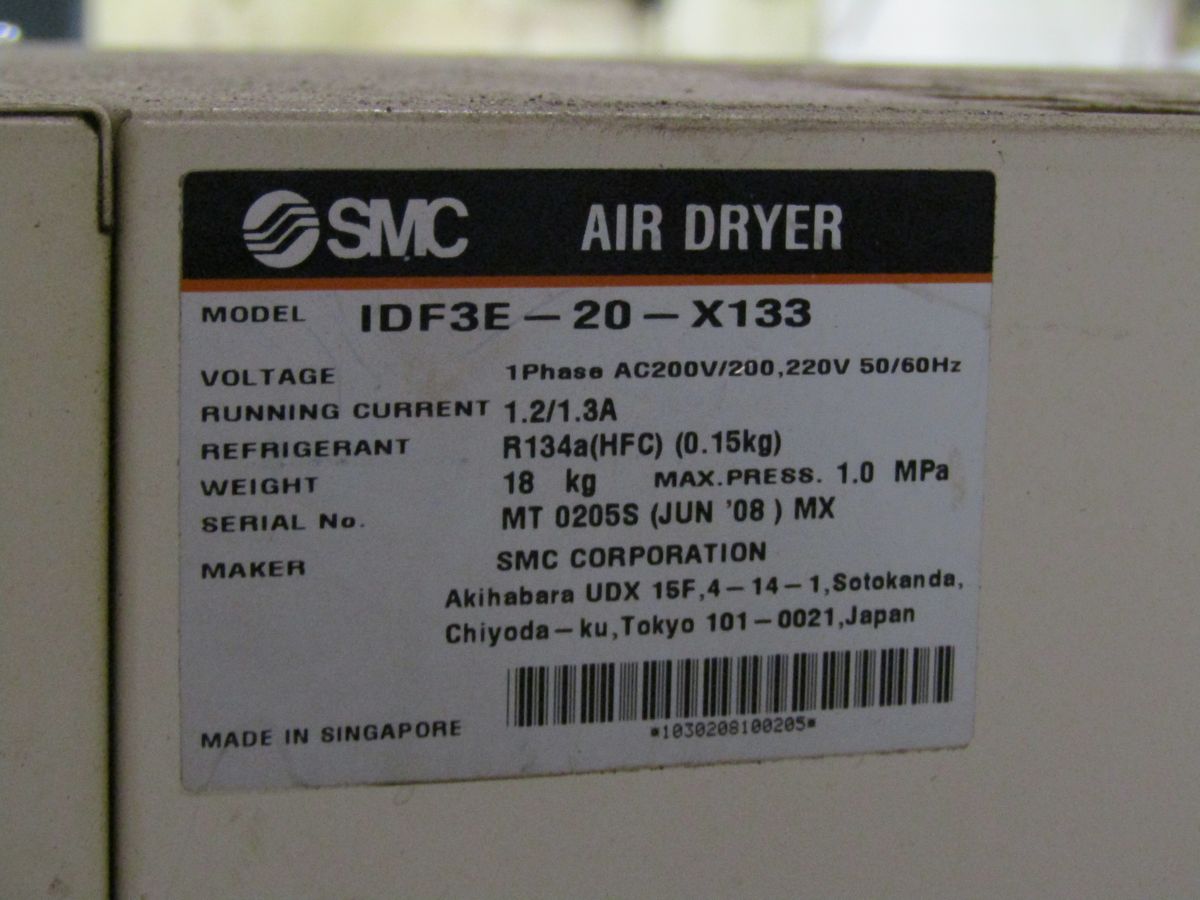 SMC AIR DRYER
MODEL IDF3E-20-X133
VOLTAGE 1Phase AC200V/200,220V 50/60Hz
RUNNING CURRENT 1.2/1.3A
REFRIGERANT R134a(HFC) (0.15kg)
WEIGHT 18 kg MAX.PRESS. 1.0 MPa
SERIAL No. MT 0205S (JUN '08 ) MX
MAKER SMC CORPORATION
Akihabara UDX 15F,4-14-1,Sotokanda,
Chiyoda-ku,Tokyo 101-0021,Japan
*1030208100205*
MADE IN SINGAPORE